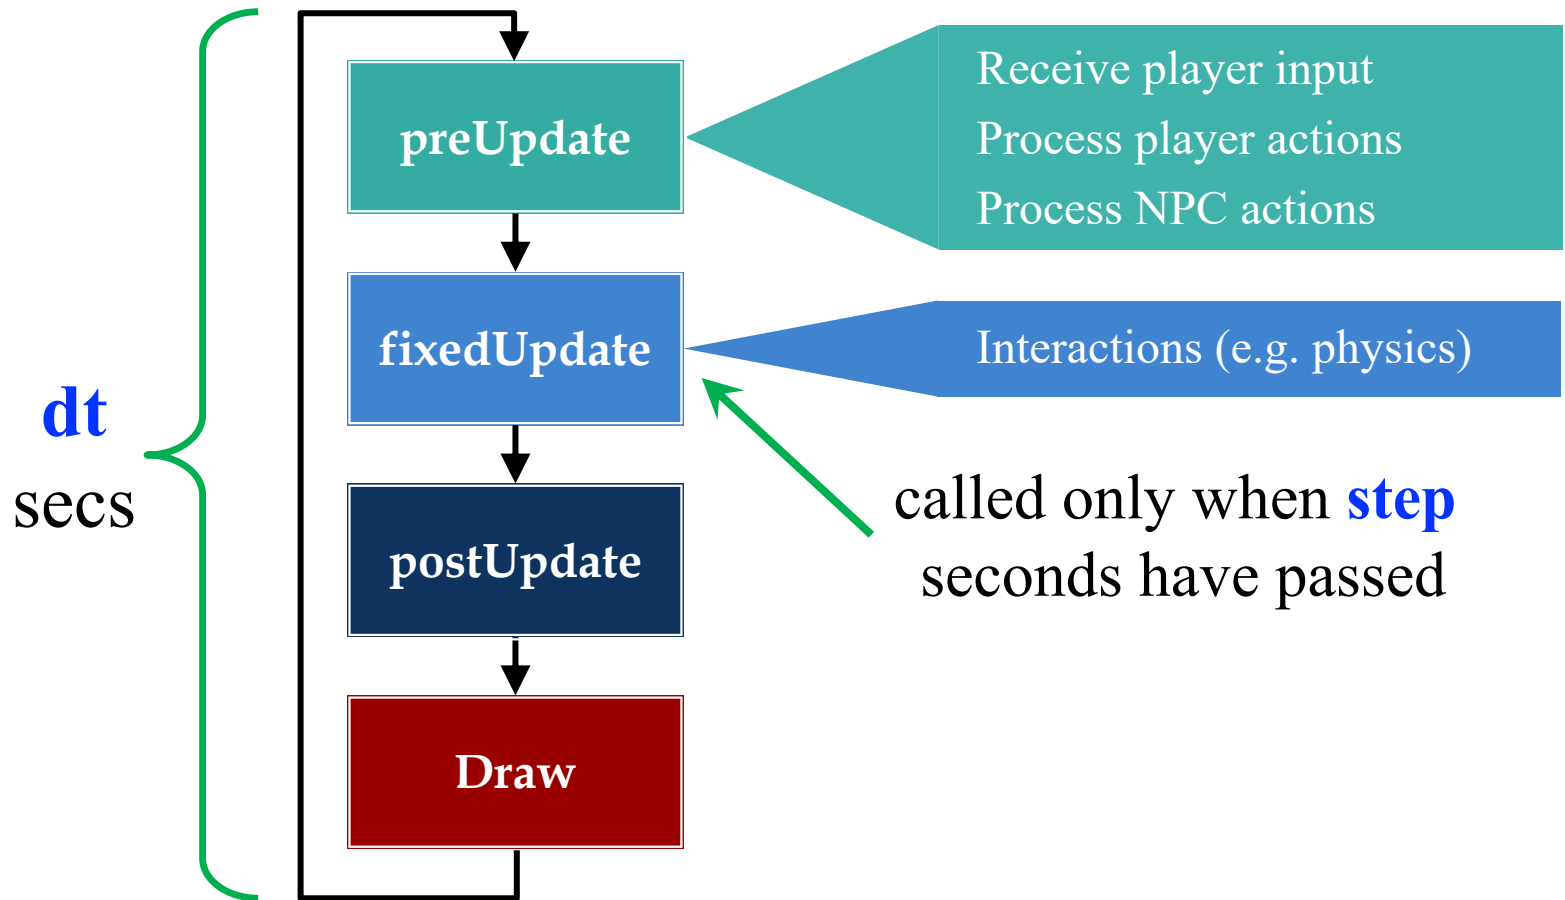 preUpdate
Receive player input
Process player actions
Process NPC actions
fixedUpdate
Interactions (e.g. physics)
dt
secs
called only when step
seconds have passed
postUpdate
Draw